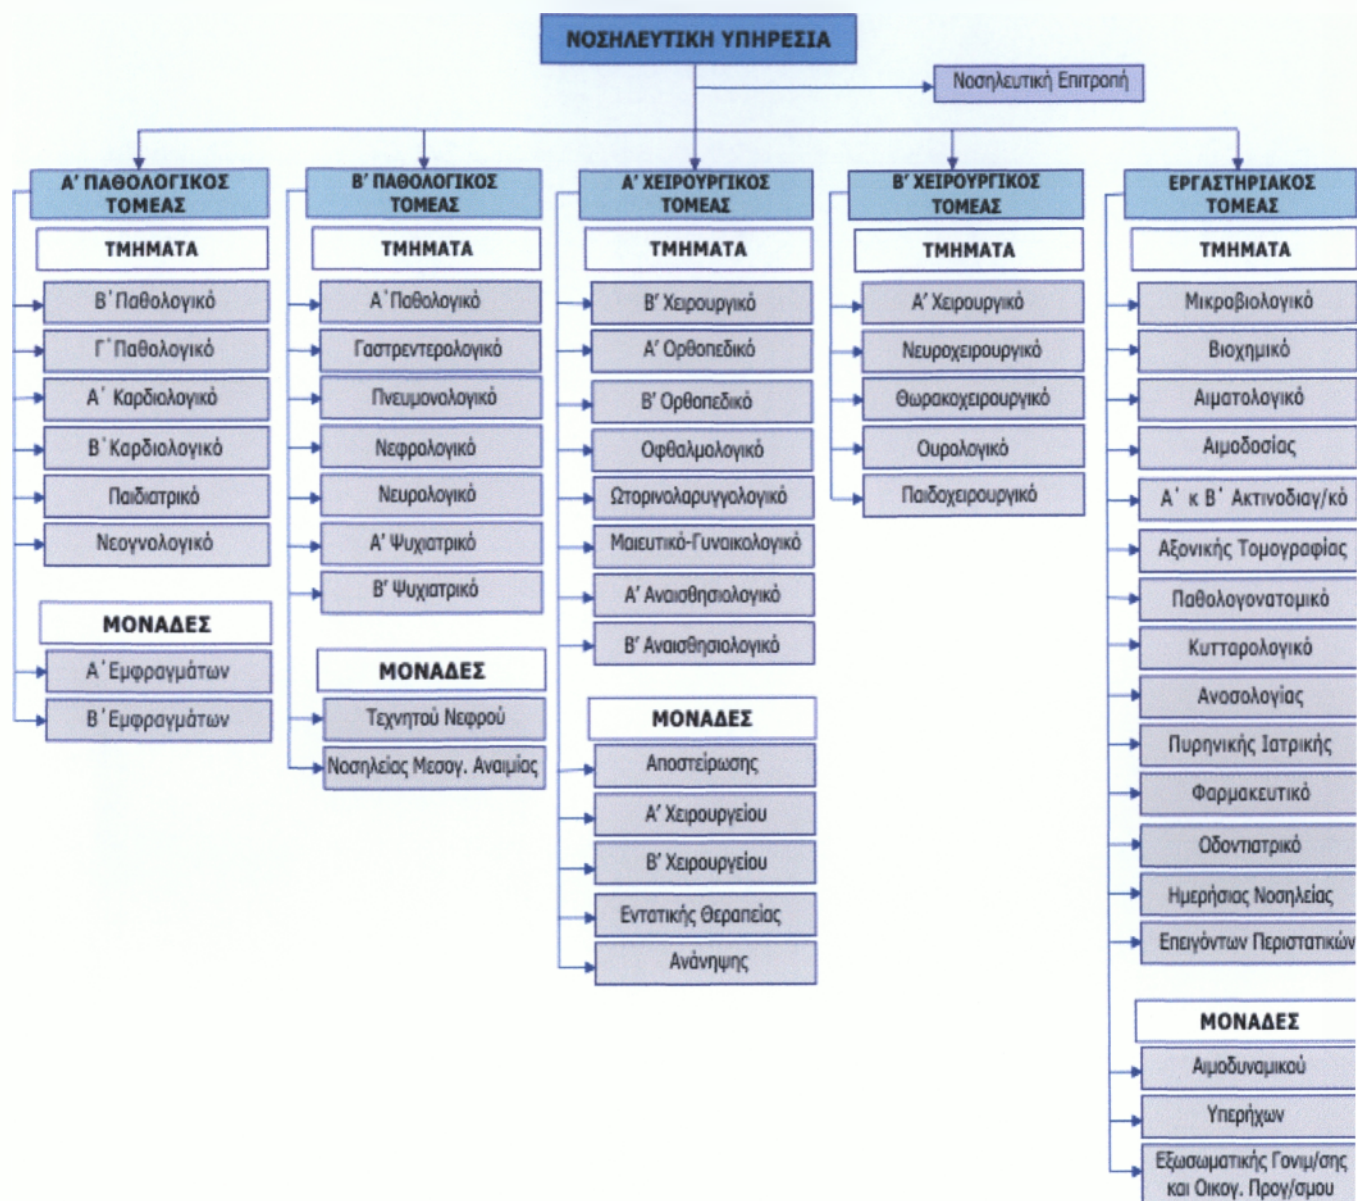 ΝΟΣΗΛΕΥΤΙΚΗ ΥΠΗΡΕΣΙΑ
Νοσηλευτική Επιτροπή
Α' ΠΑΘΟΛΟΓΙΚΟΣ
ΤΟΜΕΑΣ
ΤΜΗΜΑΤΑ
Β' Παθολογικό
Γ' Παθολογικό
Α' Καρδιολογικό
Β' Καρδιολογικό
Παιδιατρικό
Νεογνολογικό
ΜΟΝΑΔΕΣ
Α' Εμφραγμάτων
Β' Εμφραγμάτων
Β' ΠΑΘΟΛΟΓΙΚΟΣ
ΤΟΜΕΑΣ
ΤΜΗΜΑΤΑ
Α' Παθολογικό
Γαστρεντερολογικό
Πνευμονολογικό
Νεφρολογικό
Νευρολογικό
Α' Ψυχιατρικό
Β' Ψυχιατρικό
ΜΟΝΑΔΕΣ
Τεχνητού Νεφρού
Νοσηλείας Μεσογ. Αναιμίας
Α' ΧΕΙΡΟΥΡΓΙΚΟΣ
ΤΟΜΕΑΣ
ΤΜΗΜΑΤΑ
Β' Χειρουργικό
Α' Ορθοπεδικό
Β' Ορθοπεδικό
Οφθαλμολογικό
Ωτορινολαρυγγολογικό
Μαιευτικό-Γυναικολογικό
Α' Αναισθησιολογικό
Β' Αναισθησιολογικό
ΜΟΝΑΔΕΣ
Αποστείρωσης
Α' Χειρουργείου
Β' Χειρουργείου
Εντατικής Θεραπείας
Ανάνηψης
Β' ΧΕΙΡΟΥΡΓΙΚΟΣ
ΤΟΜΕΑΣ
ΤΜΗΜΑΤΑ
Α' Χειρουργικό
Νευροχειρουργικό
Θωρακοχειρουργικό
Ουρολογικό
Παιδοχειρουργικό
ΕΡΓΑΣΤΗΡΙΑΚΟΣ
ΤΟΜΕΑΣ
ΤΜΗΜΑΤΑ
Μικροβιολογικό
Βιοχημικό
Αιματολογικό
Αιμοδοσίας
Α' κ Β' Ακτινοδιαγ/κό
Αξονικής Τομογραφίας
Παθολογονατομικό
Κυτταρολογικό
Ανοσολογίας
Πυρηνικής Ιατρικής
Φαρμακευτικό
Οδοντιατρικό
Ημερήσιας Νοσηλείας
Επειγόντων Περιστατικών
ΜΟΝΑΔΕΣ
Αιμοδυναμικού
Υπερήχων
Εξωσωματικής Γονιμ/σης
και Οικογ. Προγ/σμου